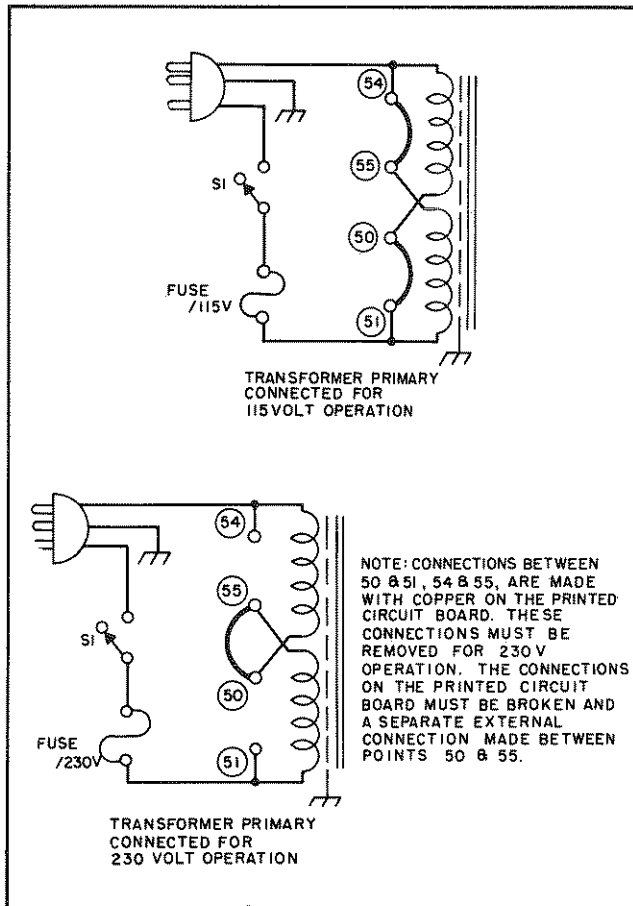 54
55
S1
50
FUSE
/115V
51
TRANSFORMER PRIMARY
CONNECTED FOR
115 VOLT OPERATION
54
55
S1
50
FUSE
/230V
51
NOTE: CONNECTIONS BETWEEN
50 & 51, 54 & 55, ARE MADE
WITH COPPER ON THE PRINTED
CIRCUIT BOARD. THESE
CONNECTIONS MUST BE
REMOVED FOR 230 V
OPERATION. THE CONNECTIONS
ON THE PRINTED CIRCUIT
BOARD MUST BE BROKEN AND
A SEPARATE EXTERNAL
CONNECTION MADE BETWEEN
POINTS 50 & 55.
TRANSFORMER PRIMARY
CONNECTED FOR
230 VOLT OPERATION